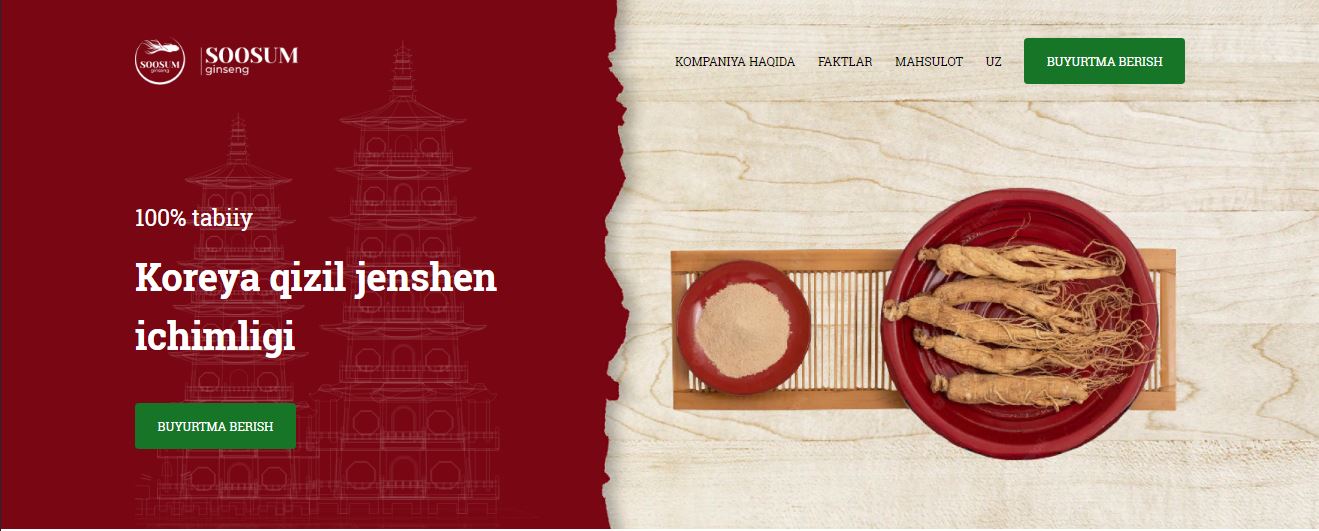 SOOSUM
ginseng
SOOSUM
ginseng
KOMPANIYA HAQIDA
FAKTLAR
MAHSULOT
UZ
BUYURTMA BERISH
100% tabiiy
Koreya qizil jenshen
ichimligi
BUYURTMA BERISH